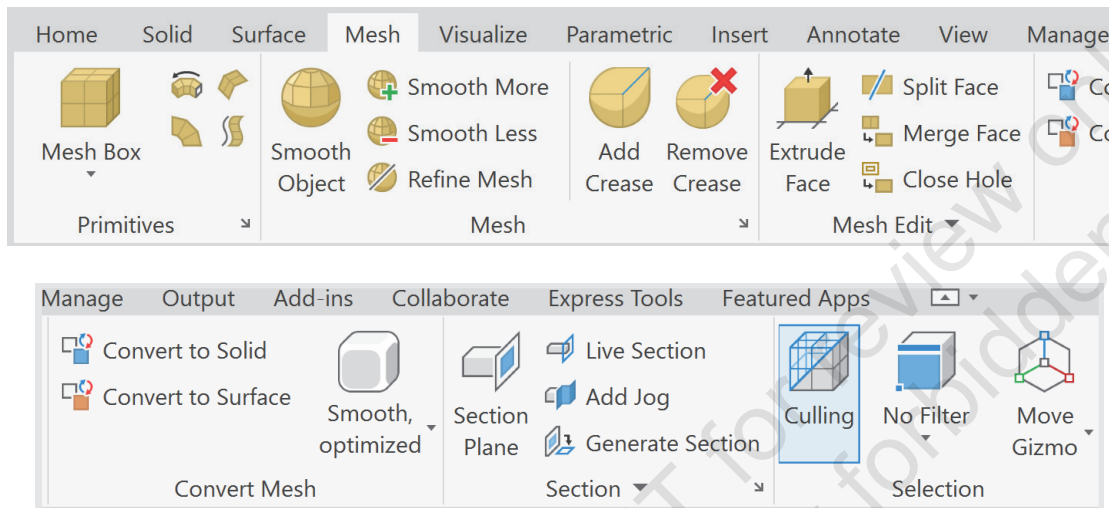 Home Solid Surface Mesh Visualize Parametric Insert Annotate View Manage
Mesh Box
Smooth Object
Smooth More
Smooth Less
Refine Mesh
Add Crease
Remove Crease
Extrude Face
Split Face
Merge Face
Close Hole
Co
Co
Primitives Mesh Mesh Edit
Manage Output Add-ins Collaborate Express Tools Featured Apps
Convert to Solid
Convert to Surface
Smooth, optimized
Section Plane
Live Section
Add Jog
Generate Section
Culling
No Filter
Move Gizmo
Convert Mesh Section Selection